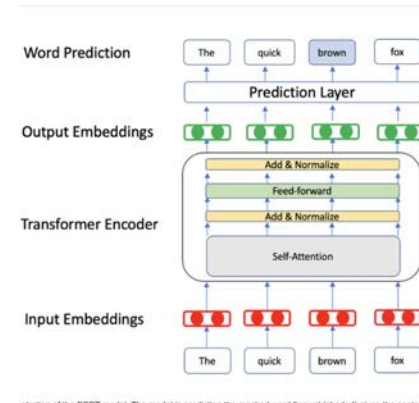 Word Prediction The quick brown fox
Prediction Layer
Output Embeddings
Add & Normalize
Feed-forward
Transformer Encoder
Add & Normalize
Self-Attention
Input Embeddings
The quick brown fox